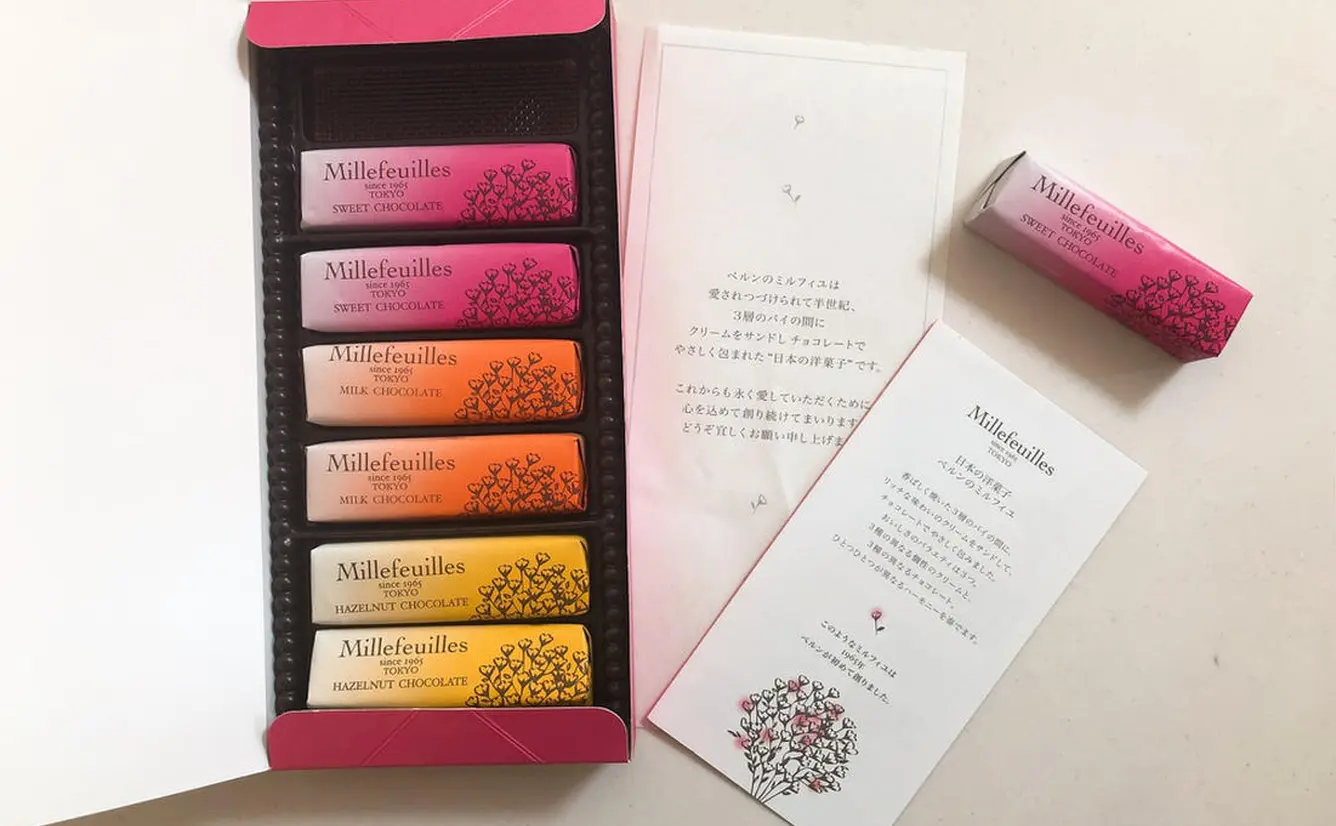 Millefeuilles
since 1965
TOKYO
SWEET CHOCOLATE
Millefeuilles
since 1965
TOKYO
SWEET CHOCOLATE
Millefeuilles
since 1965
TOKYO
MILK CHOCOLATE
Millefeuilles
since 1965
TOKYO
MILK CHOCOLATE
Millefeuilles
since 1965
TOKYO
HAZELNUT CHOCOLATE
Millefeuilles
since 1965
TOKYO
HAZELNUT CHOCOLATE
ベルンのミルフィユは
愛されつづけられて半世紀、
3層のパイの間に
クリームをサンドしチョコレートで
やさしく包まれた“日本の洋菓子”です。
これからも永く愛していただくために
心を込めて創り続けてまいります
どうぞ宜しくお願い申し上げま
Millefeuilles
since 1965
TOKYO
SWEET CHOCOLATE
Millefeuilles
since 1965
TOKYO
日本の洋菓子
ベルンのミルフィユ
香ばしく焼いた3層のパイの間に、
リッチな味わいのクリームをサンドして、
チョコレートでやさしく包みました。
おいしさのバラエティは3つ。
3種の異なる個性のクリームと、
3種の異なるチョコレート。
ひとつひとつが異なるハーモニーを奏でます。
このようなミルフィユは
1965年
ベルンが初めて創りました。